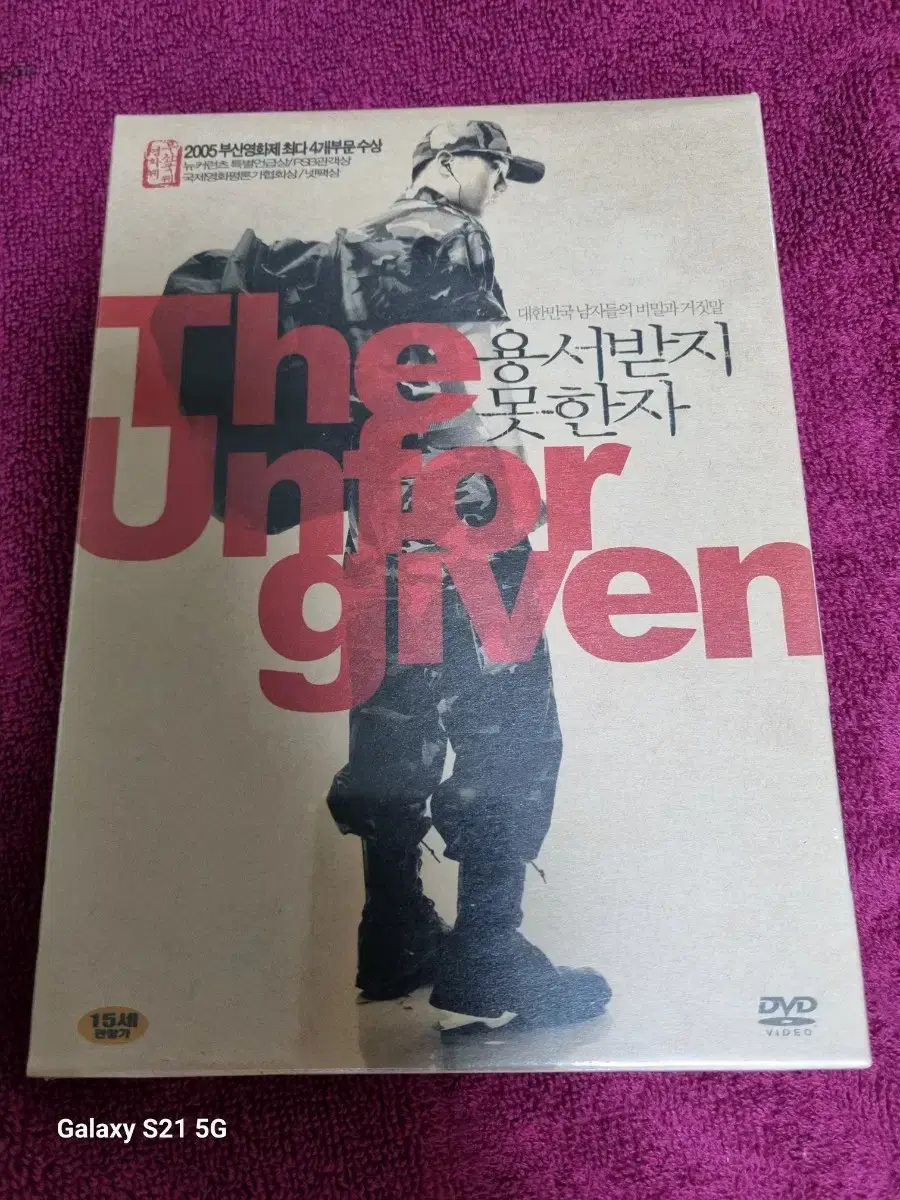 2005 부산영화제 최다 4개부문 수상
뉴커런츠 특별언급상/PSB관객상
국제영화평론가협회상/넷팩상
대한민국 남자들의 비밀과 거짓말
용서받지
못한자
The
Unfor
given
15세
관람가
DVD
VIDEO
Galaxy S21 5G